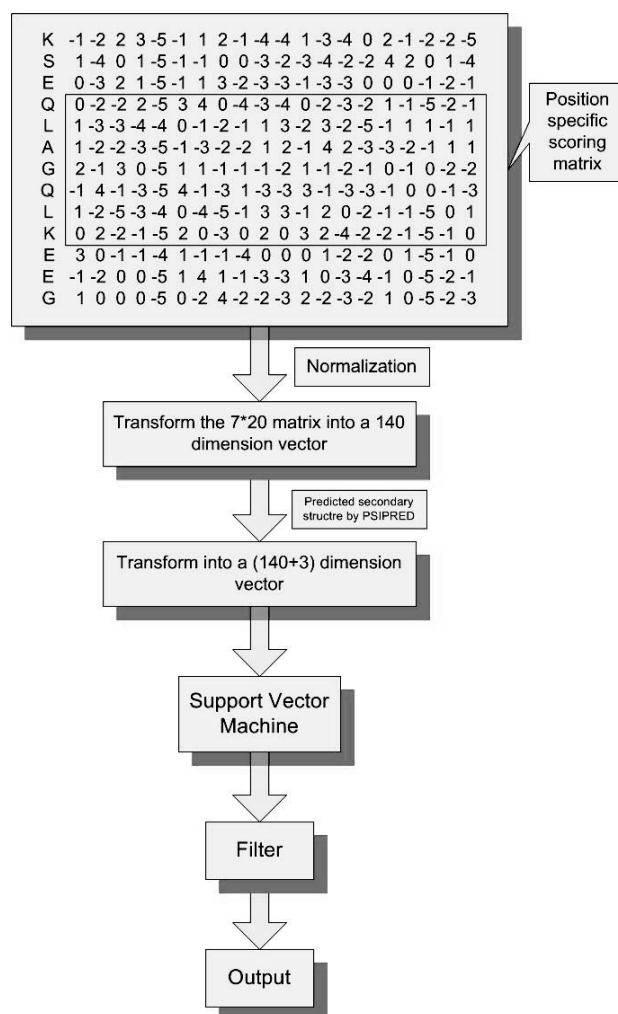 K -1 -2 2 3 -5 -1 1 2 -1 -4 -4 1 -3 -4 0 2 -1 -2 -2 -5
S 1 -4 0 1 -5 -1 -1 0 0 -3 -2 -3 -4 -2 -2 4 2 0 1 -4
E 0 -3 2 1 -5 -1 1 3 -2 -3 -3 -1 -3 -3 0 0 0 -1 -2 -1
Q 0 -2 -2 2 -5 3 4 0 -4 -3 -4 0 -2 -3 -2 1 -1 -5 -2 -1
L 1 -3 -3 -4 -4 0 -1 -2 -1 1 3 -2 3 -2 -5 -1 1 1 -1 1
A 1 -2 -2 -3 -5 -1 -3 -2 -2 1 2 -1 4 2 -3 -3 -2 -1 1 1
G 2 -1 3 0 -5 1 1 -1 -1 -1 -2 1 -1 -2 -1 0 -1 0 -2 -2
Q -1 4 -1 -3 -5 4 -1 -3 1 -3 -3 3 -1 -3 -3 -1 0 0 -1 -3
L 1 -2 -5 -3 -4 0 -4 -5 -1 3 3 -1 2 0 -2 -1 -1 -5 0 1
K 0 2 -2 -1 -5 2 0 -3 0 2 0 3 2 -4 -2 -2 -1 -5 -1 0
E 3 0 -1 -1 -4 1 -1 -1 -4 0 0 0 1 -2 -2 0 1 5 -1 0
E -1 -2 0 0 -5 1 4 1 -1 -3 -3 1 0 -3 -4 -1 0 -5 -2 -1
G 1 0 0 0 -5 0 -2 4 -2 -2 -3 2 -2 -3 -2 1 0 -5 -2 -3
Position
specific
scoring
matrix
Normalization
Transform the 7*20 matrix into a 140
dimension vector
Predicted secondary
structre by PSIPRED
Transform into a (140+3) dimension
vector
Support Vector
Machine
Filter
Output